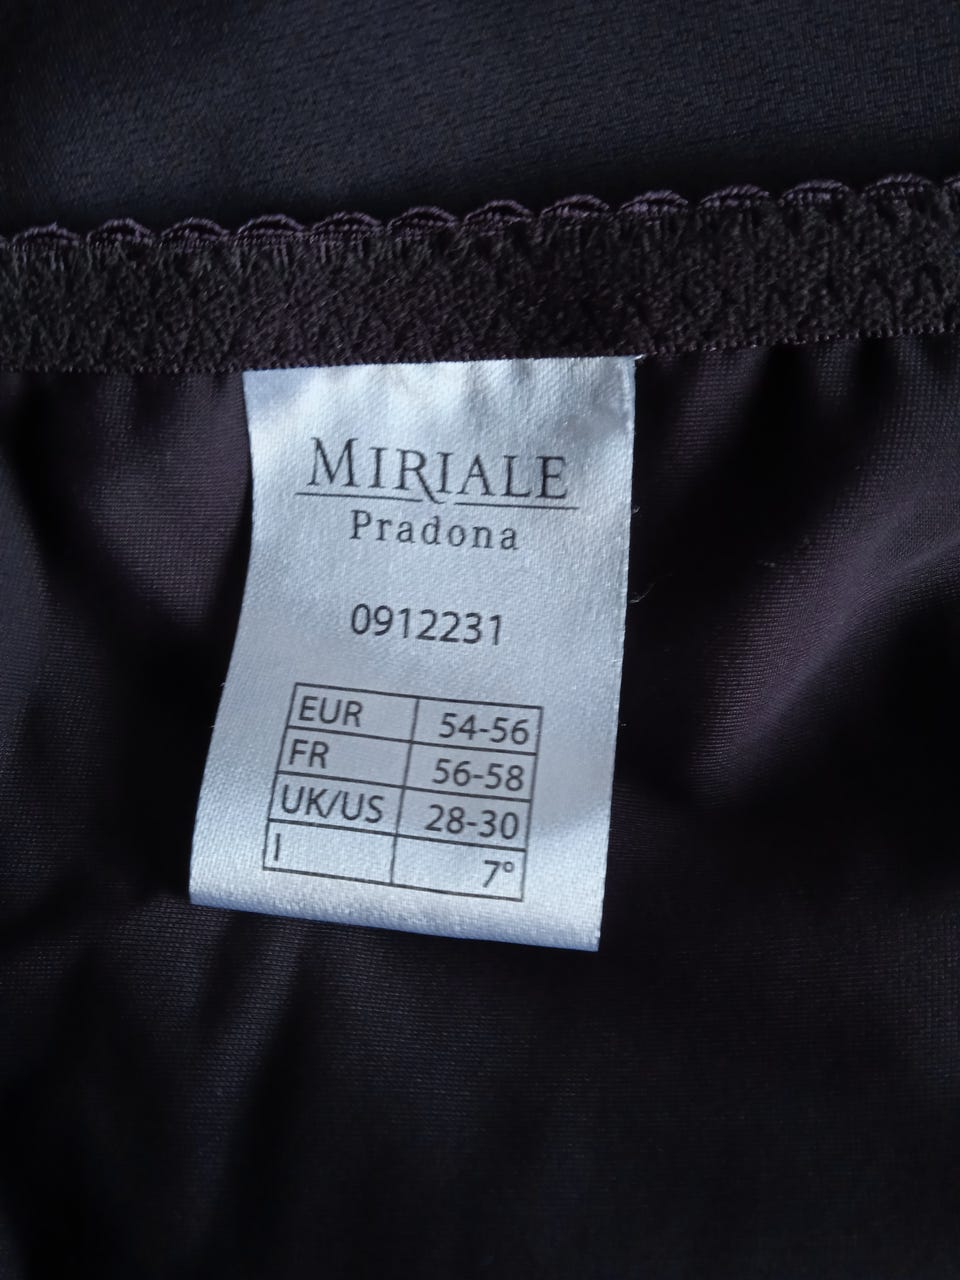 MIRIALE
Pradona
0912231
EUR 54-56
FR 56-58
UK/US 28-30
I 7°